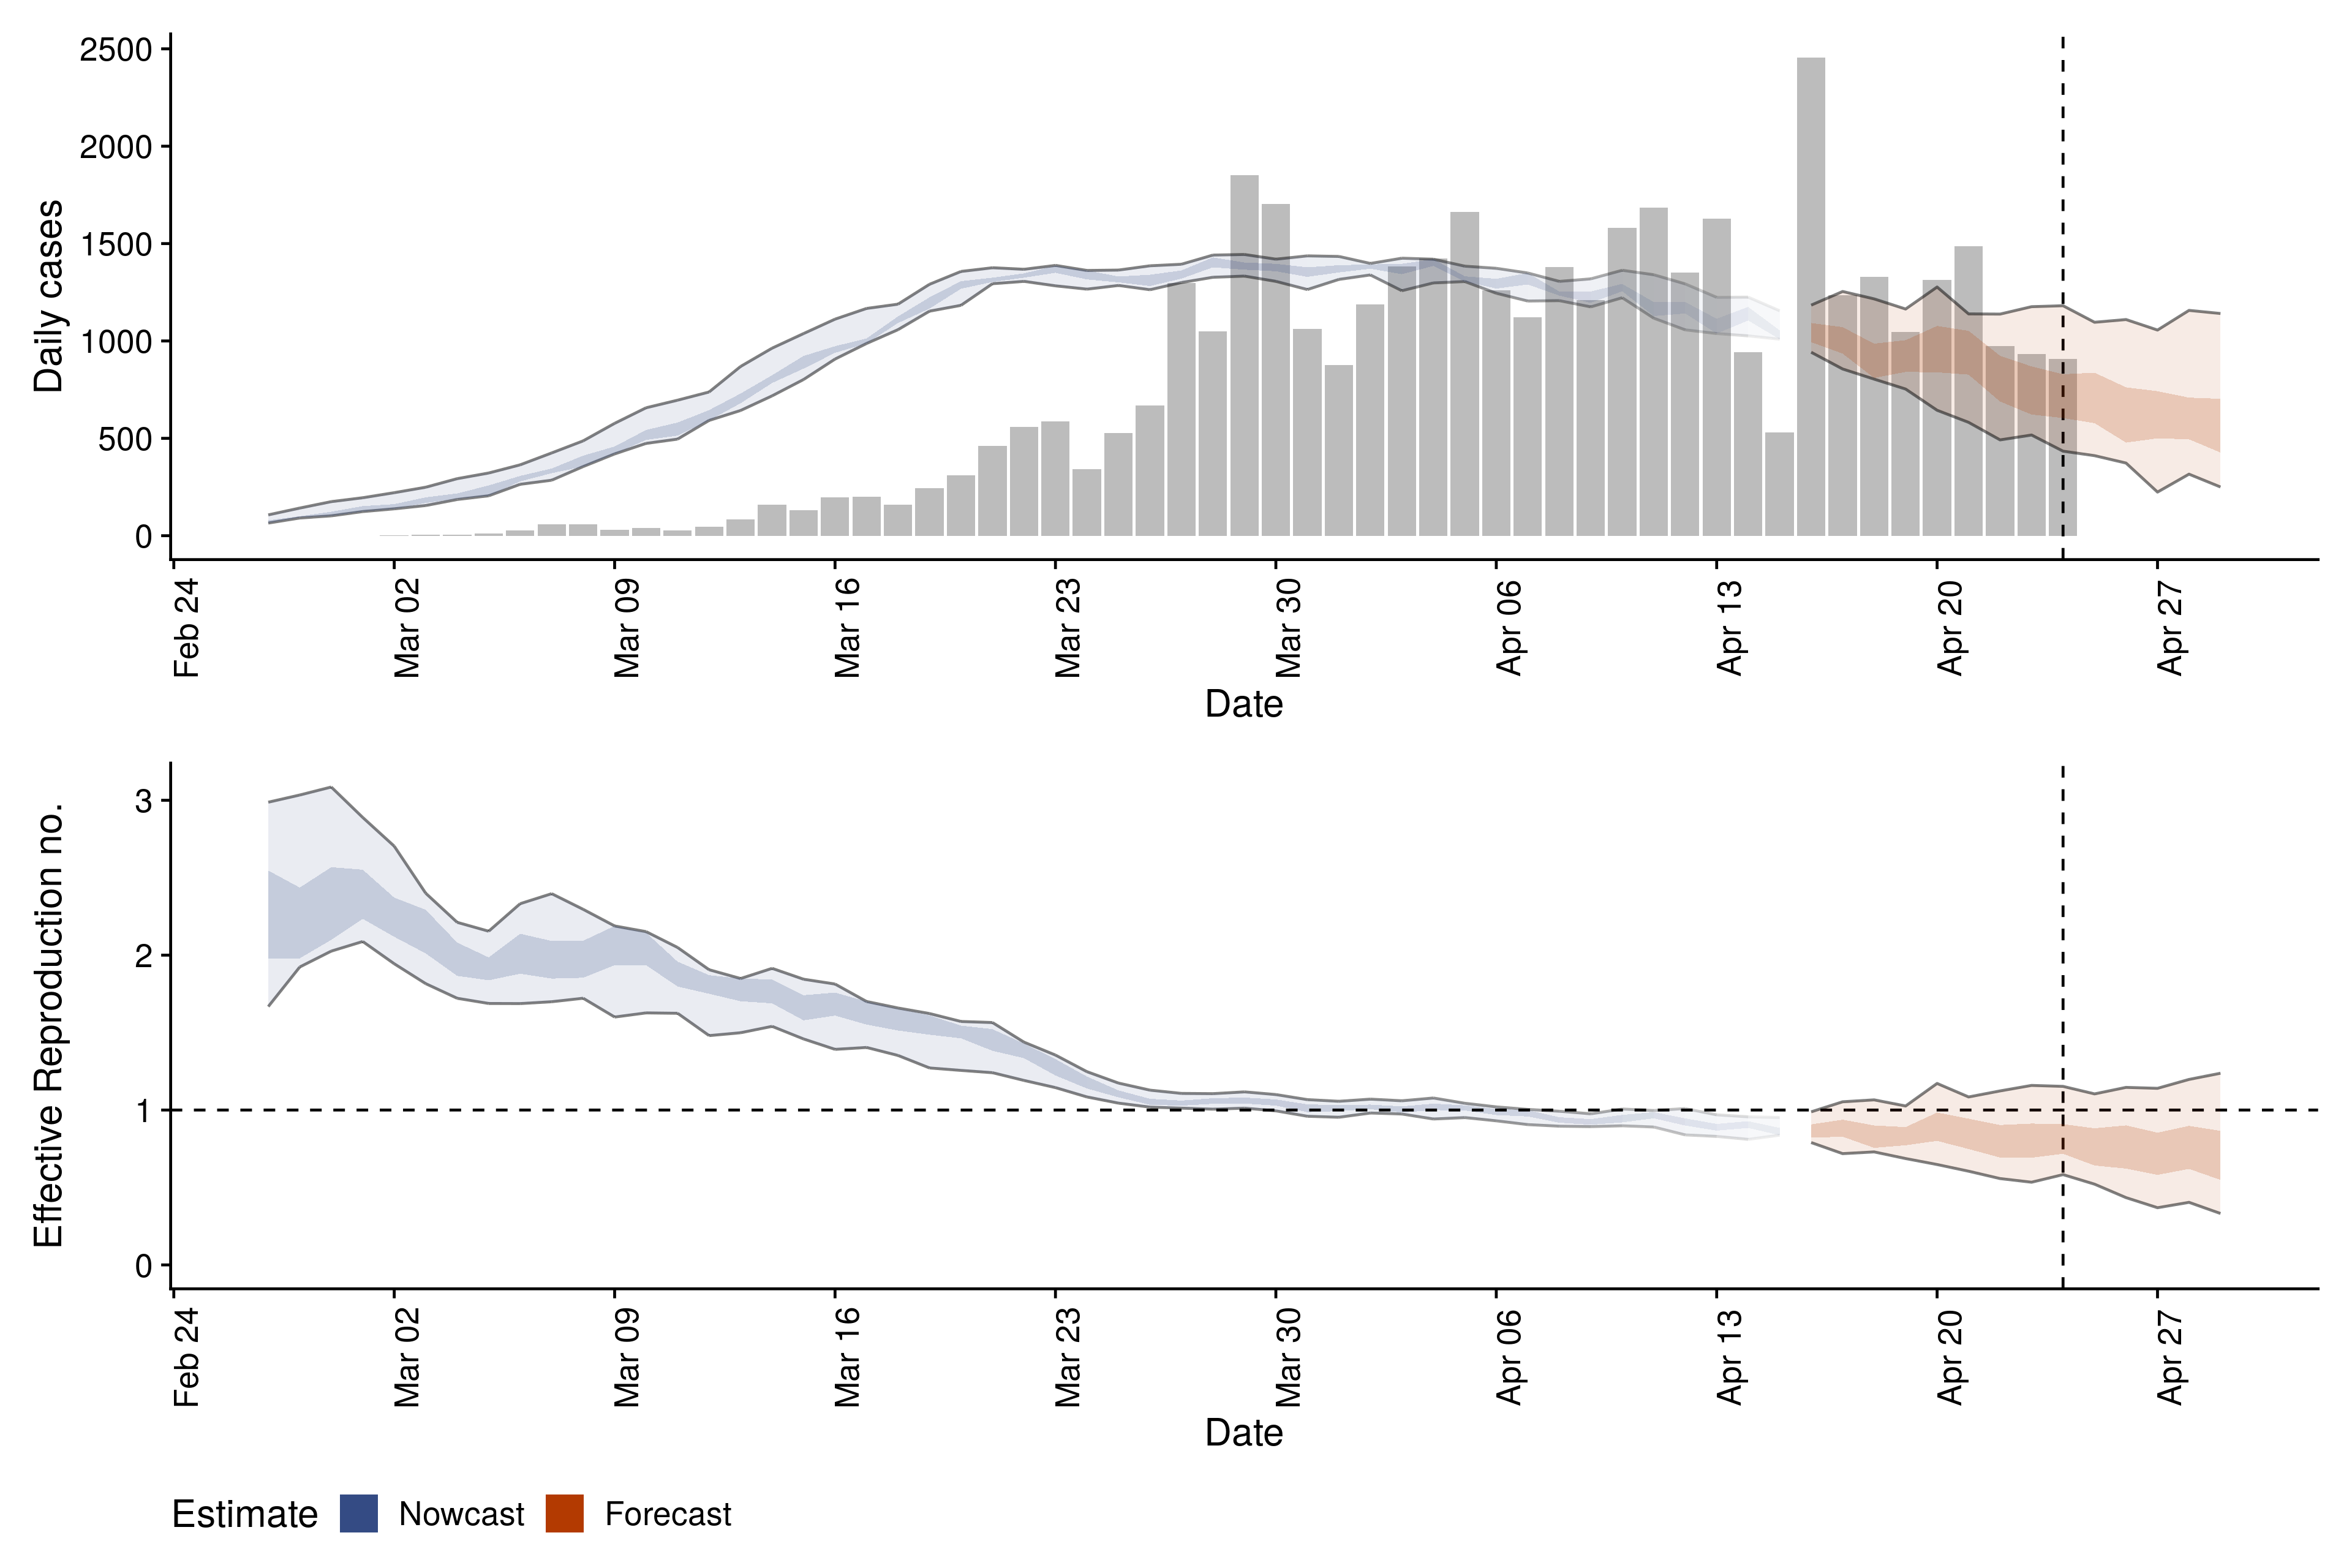 2500
2000
1500
1000
500
0
Daily cases
Feb 24
Mar 02
Mar 09
Mar 16
Mar 23
Mar 30
Apr 06
Apr 13
Apr 20
Apr 27
Date
3
2
1
0
Effective Reproduction no.
Feb 24
Mar 02
Mar 09
Mar 16
Mar 23
Mar 30
Apr 06
Apr 13
Apr 20
Apr 27
Date
Estimate Nowcast Forecast